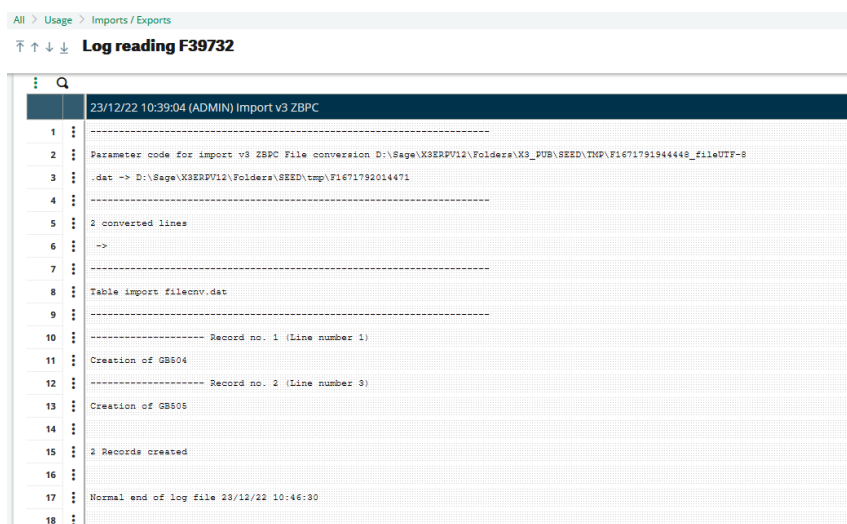 All > Usage > Imports / Exports
Log reading F39732
23/12/22 10:39:04 (ADMIN) Import v3 ZBPC
1 -----------------------------------------------------------------------
2 Parameter code for import v3 ZBPC File conversion D:\Sage\X3ERPV12\Folders\X3_PUB\SEED\TMP\F1671791944448_fileUTF-8
3 .dat -> D:\Sage\X3ERPV12\Folders\SEED\tmp\F1671792014471
4 -----------------------------------------------------------------------
5 2 converted lines
6 ->
7 -----------------------------------------------------------------------
8 Table import filecnv.dat
9 -----------------------------------------------------------------------
10 -------------------- Record no. 1 (Line number 1)
11 Creation of GB504
12 -------------------- Record no. 2 (Line number 3)
13 Creation of GB505
14
15 2 Records created
16
17 Normal end of log file 23/12/22 10:46:30
18